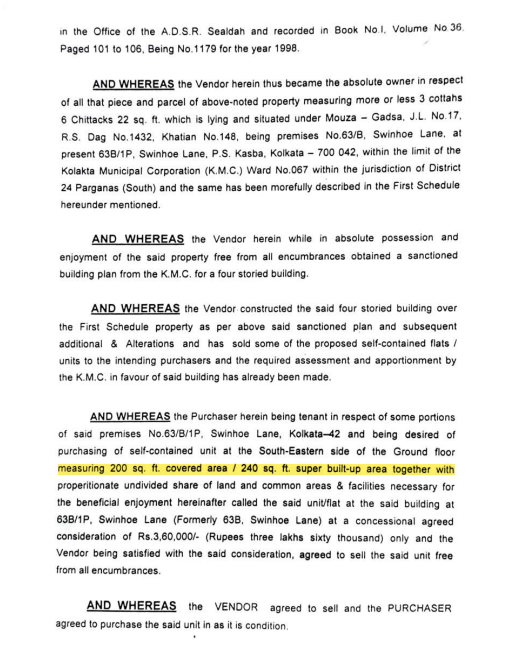 in the Office of the A.D.S.R. Sealdah and recorded in Book No.I, Volume No.36.
Paged 101 to 106, Being No.1179 for the year 1998.
AND WHEREAS the Vendor herein thus became the absolute owner in respect
of all that piece and parcel of above-noted property measuring more or less 3 cottahs
6 Chittacks 22 sq. ft. which is lying and situated under Mouza – Gadsa, J.L. No.17,
R.S. Dag No.1432, Khatian No.148, being premises No.63/B, Swinhoe Lane, at
present 63B/1P, Swinhoe Lane, P.S. Kasba, Kolkata – 700 042, within the limit of the
Kolakta Municipal Corporation (K.M.C.) Ward No.067 within the jurisdiction of District
24 Parganas (South) and the same has been morefully described in the First Schedule
hereunder mentioned.
AND WHEREAS the Vendor herein while in absolute possession and
enjoyment of the said property free from all encumbrances obtained a sanctioned
building plan from the K.M.C. for a four storied building.
AND WHEREAS the Vendor constructed the said four storied building over
the First Schedule property as per above said sanctioned plan and subsequent
additional & Alterations and has sold some of the proposed self-contained flats /
units to the intending purchasers and the required assessment and apportionment by
the K.M.C. in favour of said building has already been made.
AND WHEREAS the Purchaser herein being tenant in respect of some portions
of said premises No.63/B/1P, Swinhoe Lane, Kolkata–42 and being desired of
purchasing of self-contained unit at the South-Eastern side of the Ground floor
measuring 200 sq. ft. covered area / 240 sq. ft. super built-up area together with
properitionate undivided share of land and common areas & facilities necessary for
the beneficial enjoyment hereinafter called the said unit/flat at the said building at
63B/1P, Swinhoe Lane (Formerly 63B, Swinhoe Lane) at a concessional agreed
consideration of Rs.3,60,000/- (Rupees three lakhs sixty thousand) only and the
Vendor being satisfied with the said consideration, agreed to sell the said unit free
from all encumbrances.
AND WHEREAS the VENDOR agreed to sell and the PURCHASER
agreed to purchase the said unit in as it is condition.